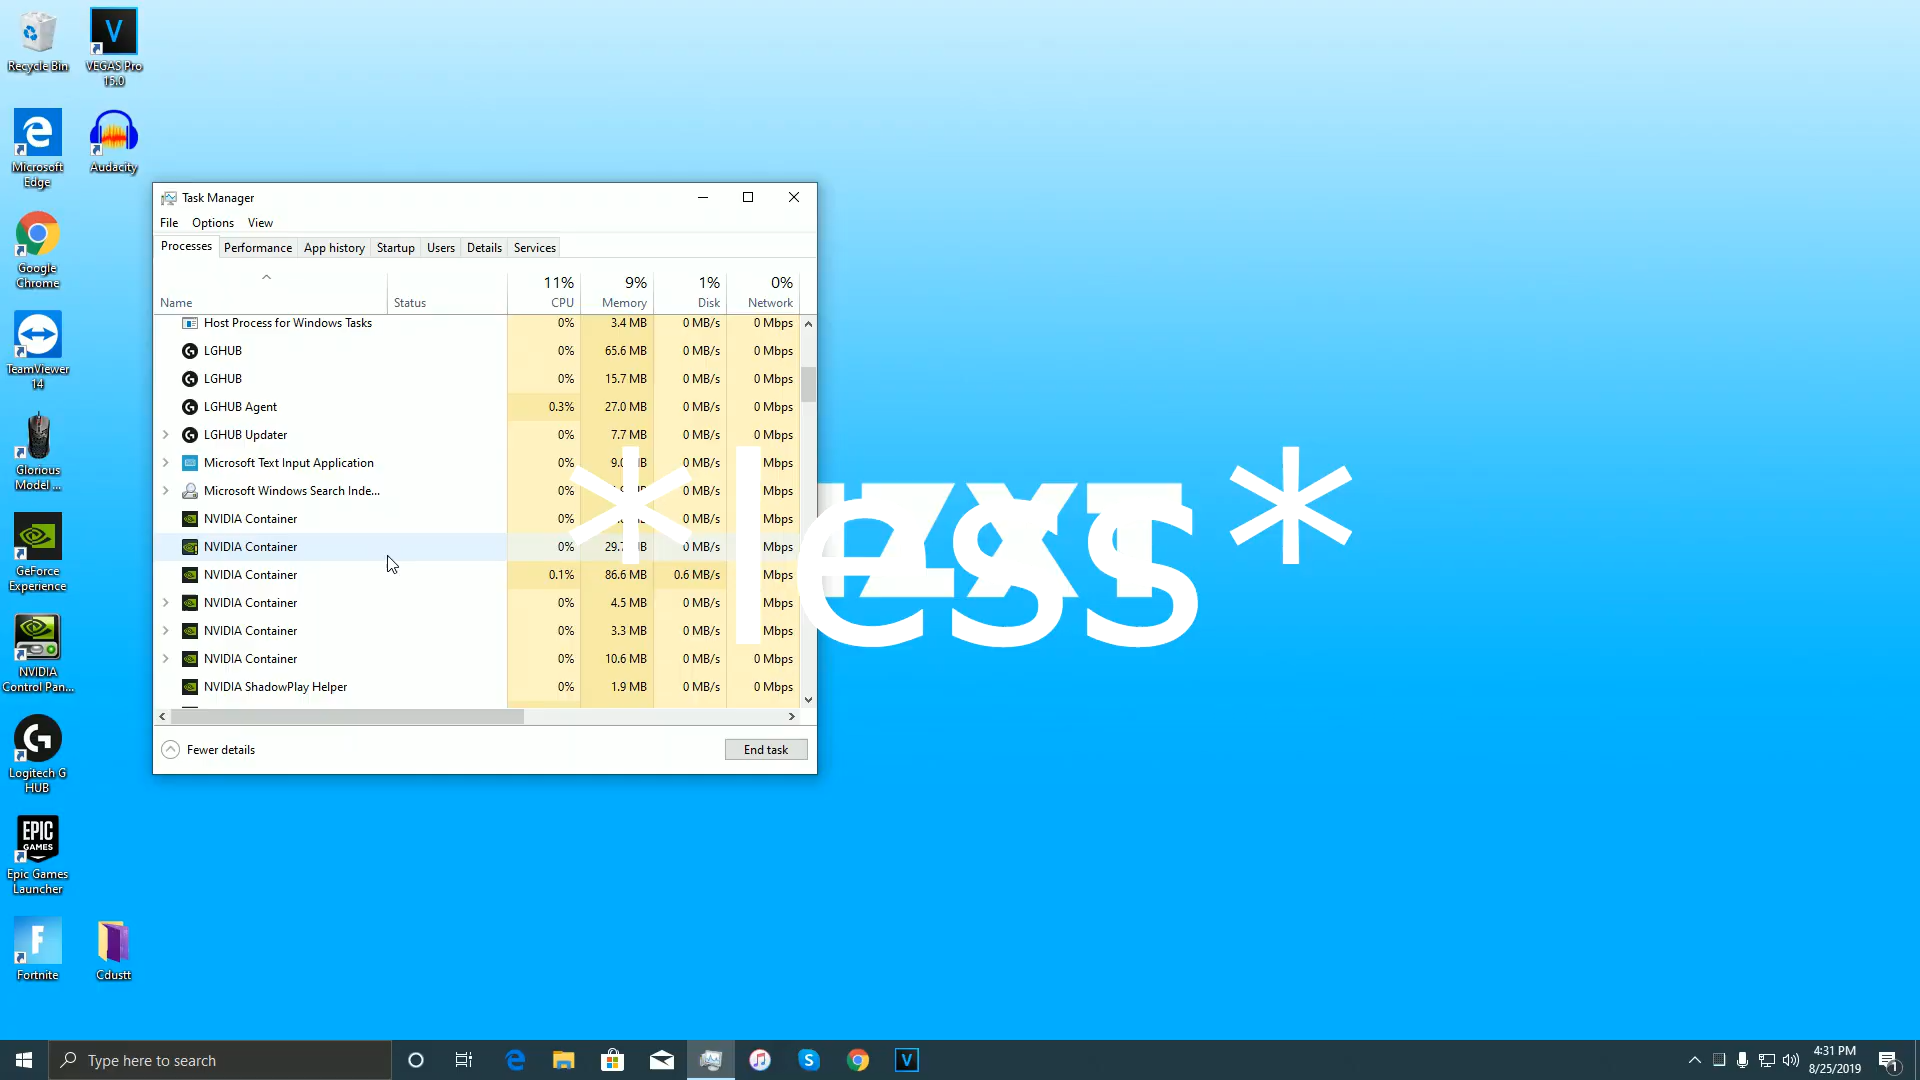 Recycle Bin
VEGAS Pro
15.0
Microsoft
Edge
Audacity
Google
Chrome
TeamViewer
14
Glorious
Model ...
GeForce
Experience
NVIDIA
Control Pan...
Logitech G
HUB
EPIC
GAMES
Epic Games
Launcher
Fortnite
Cdustt
Task Manager
File Options View
Processes Performance App history Startup Users Details Services
11% 9% 1% 0%
Name Status CPU Memory Disk Network
Host Process for Windows Tasks 0% 3.4 MB 0 MB/s 0 Mbps
LGHUB 0% 65.6 MB 0 MB/s 0 Mbps
LGHUB 0% 15.7 MB 0 MB/s 0 Mbps
LGHUB Agent 0.3% 27.0 MB 0 MB/s 0 Mbps
LGHUB Updater 0% 7.7 MB 0 MB/s 0 Mbps
Microsoft Text Input Application 0% Mbps
Microsoft Windows Search Inde... 0% Mbps
NVIDIA Container 0% Mbps
NVIDIA Container 0% 0 MB/s Mbps
NVIDIA Container 0.1% 86.6 MB 0.6 MB/s Mbps
NVIDIA Container 0% 4.5 MB 0 MB/s Mbps
NVIDIA Container 0% 3.3 MB 0 MB/s Mbps
NVIDIA Container 0% 10.6 MB 0 MB/s 0 Mbps
NVIDIA ShadowPlay Helper 0% 1.9 MB 0 MB/s 0 Mbps
Fewer details End task
*less*
Type here to search
4:31 PM
8/25/2019